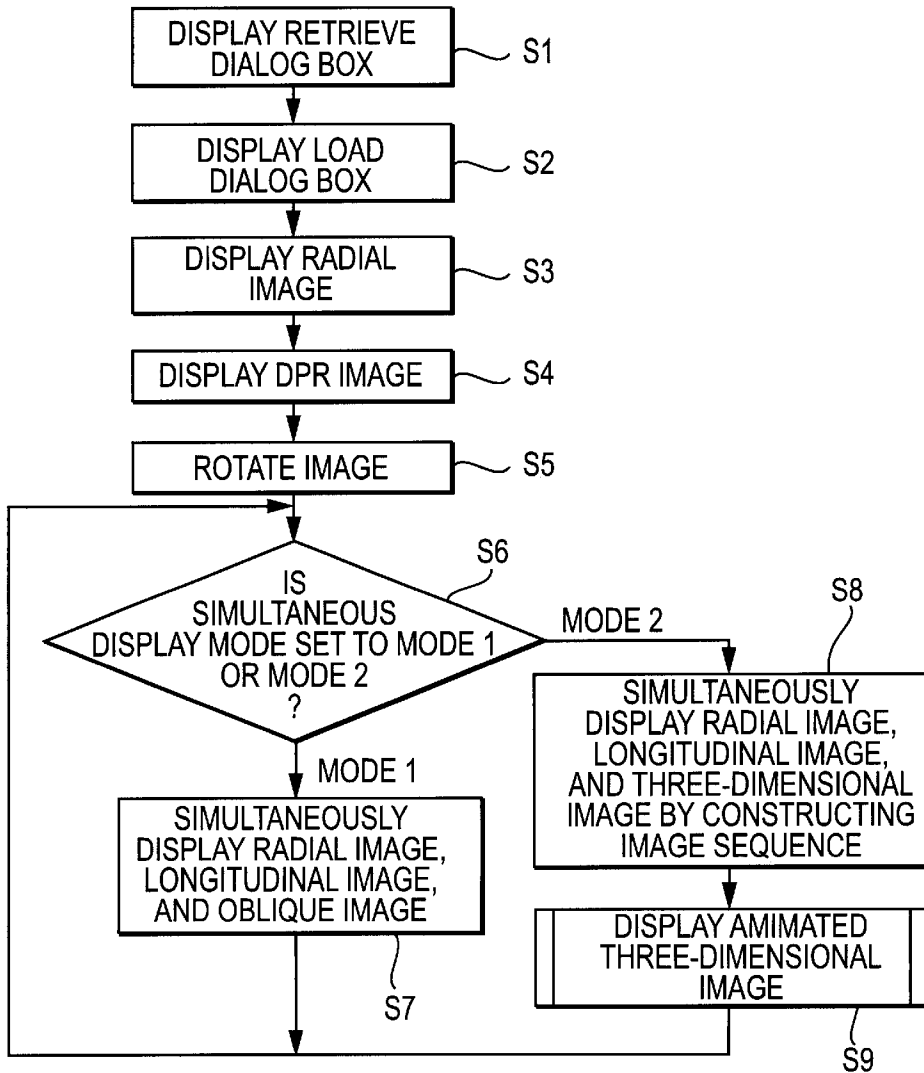 DISPLAY RETRIEVE
DIALOG BOX
S1
DISPLAY LOAD
DIALOG BOX
S2
DISPLAY RADIAL
IMAGE
S3
DISPLAY DPR IMAGE
S4
ROTATE IMAGE
S5
S6
IS
SIMULTANEOUS
DISPLAY MODE SET TO MODE 1
OR MODE 2
?
MODE 2
MODE 1
SIMULTANEOUSLY
DISPLAY RADIAL IMAGE,
LONGITUDINAL IMAGE,
AND OBLIQUE IMAGE
S7
S8
SIMULTANEOUSLY
DISPLAY RADIAL IMAGE,
LONGITUDINAL IMAGE,
AND THREE-DIMENSIONAL
IMAGE BY CONSTRUCTING
IMAGE SEQUENCE
DISPLAY AMIMATED
THREE-DIMENSIONAL
IMAGE
S9